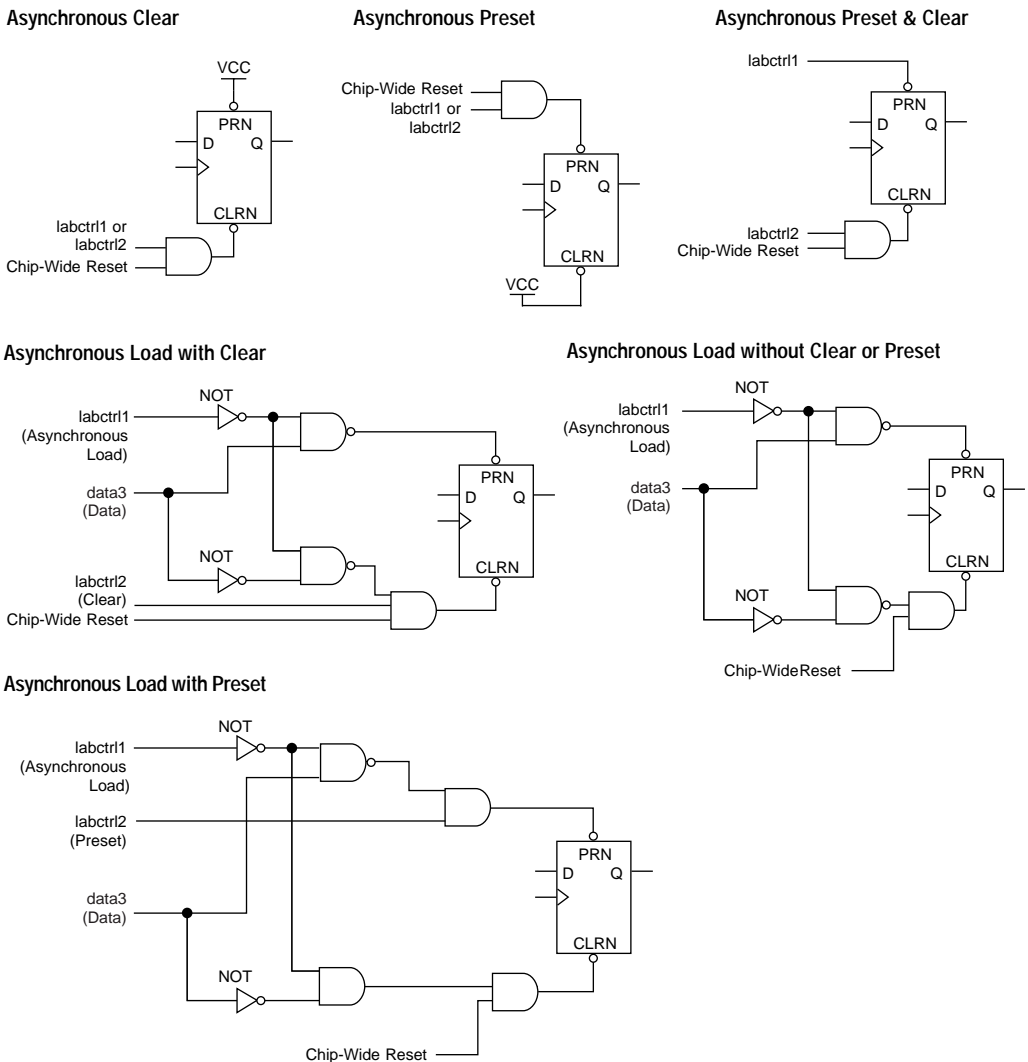 Asynchronous Clear
Asynchronous Preset
Asynchronous Preset & Clear
VCC
PRN
D Q
CLRN
labctrl1 or
labctrl2
Chip-Wide Reset
Chip-Wide Reset
labctrl1 or
labctrl2
PRN
D Q
CLRN
VCC
labctrl1
PRN
D Q
CLRN
labctrl2
Chip-Wide Reset
Asynchronous Load with Clear
NOT
labctrl1
(Asynchronous
Load)
PRN
D Q
data3
(Data)
NOT
CLRN
labctrl2
(Clear)
Chip-Wide Reset
Asynchronous Load without Clear or Preset
NOT
labctrl1
(Asynchronous
Load)
PRN
D Q
data3
(Data)
NOT
CLRN
Chip-WideReset
Asynchronous Load with Preset
NOT
labctrl1
(Asynchronous
Load)
labctrl2
(Preset)
PRN
D Q
data3
(Data)
CLRN
NOT
Chip-Wide Reset